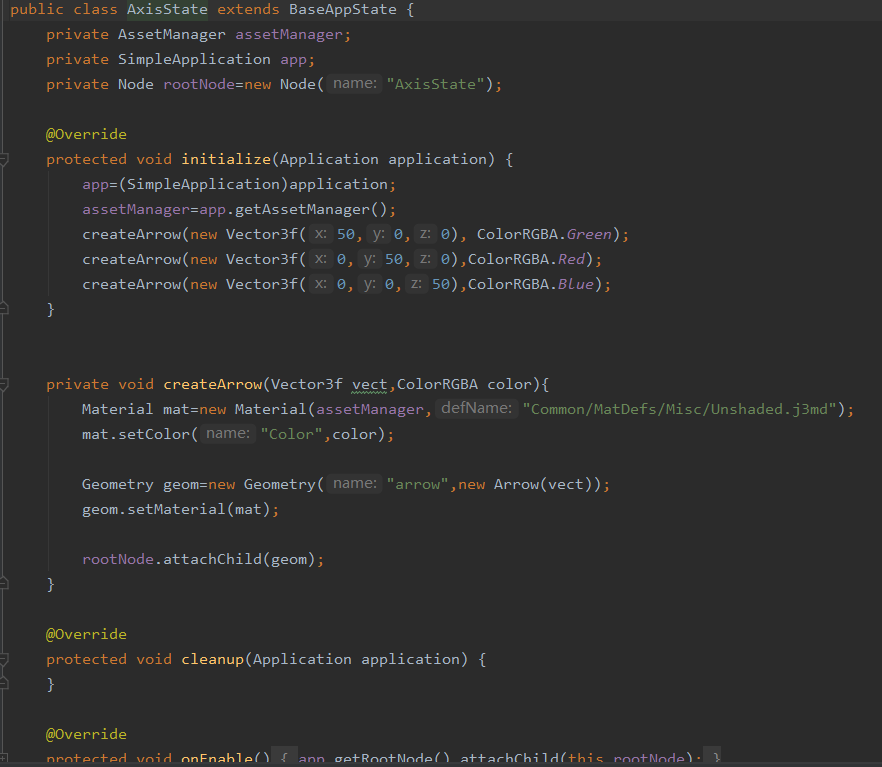 public class AxisState extends BaseAppState {
private AssetManager assetManager;
private SimpleApplication app;
private Node rootNode=new Node( name: "AxisState");
@Override
protected void initialize(Application application) {
app=(SimpleApplication)application;
assetManager=app.getAssetManager();
createArrow(new Vector3f( x: 50, y: 0, z: 0), ColorRGBA.Green);
createArrow(new Vector3f( x: 0, y: 50, z: 0),ColorRGBA.Red);
createArrow(new Vector3f( x: 0, y: 0, z: 50),ColorRGBA.Blue);
}
private void createArrow(Vector3f vect,ColorRGBA color){
Material mat=new Material(assetManager, defName: "Common/MatDefs/Misc/Unshaded.j3md");
mat.setColor( name: "Color",color);
Geometry geom=new Geometry( name: "arrow",new Arrow(vect));
geom.setMaterial(mat);
rootNode.attachChild(geom);
}
@Override
protected void cleanup(Application application) {
}
@Override
protected void onEnable() { app.getRootNode().attachChild(this.rootNode); }